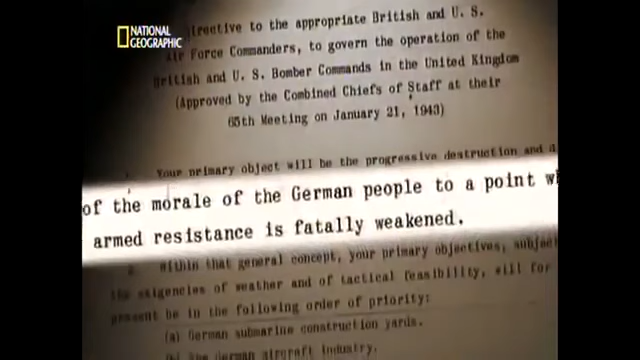 NATIONAL
GEOGRAPHIC
Directive to the appropriate British and U. S.
Air Force Commanders, to govern the operation of the
British and U. S. Bomber Commands in the United Kingdom
(Approved by the Combined Chiefs of Staff at their
65th Meeting on January 21, 1943)
Your primary object will be the progressive destruction and
of the morale of the German people to a point
armed resistance is fatally weakened.
Within that general concept, your primary objectives, subject
the exigencies of weather and of tactical feasibility, will for
present be in the following order of priority:
(a) German submarine construction yards.
(b) The German aircraft industry.